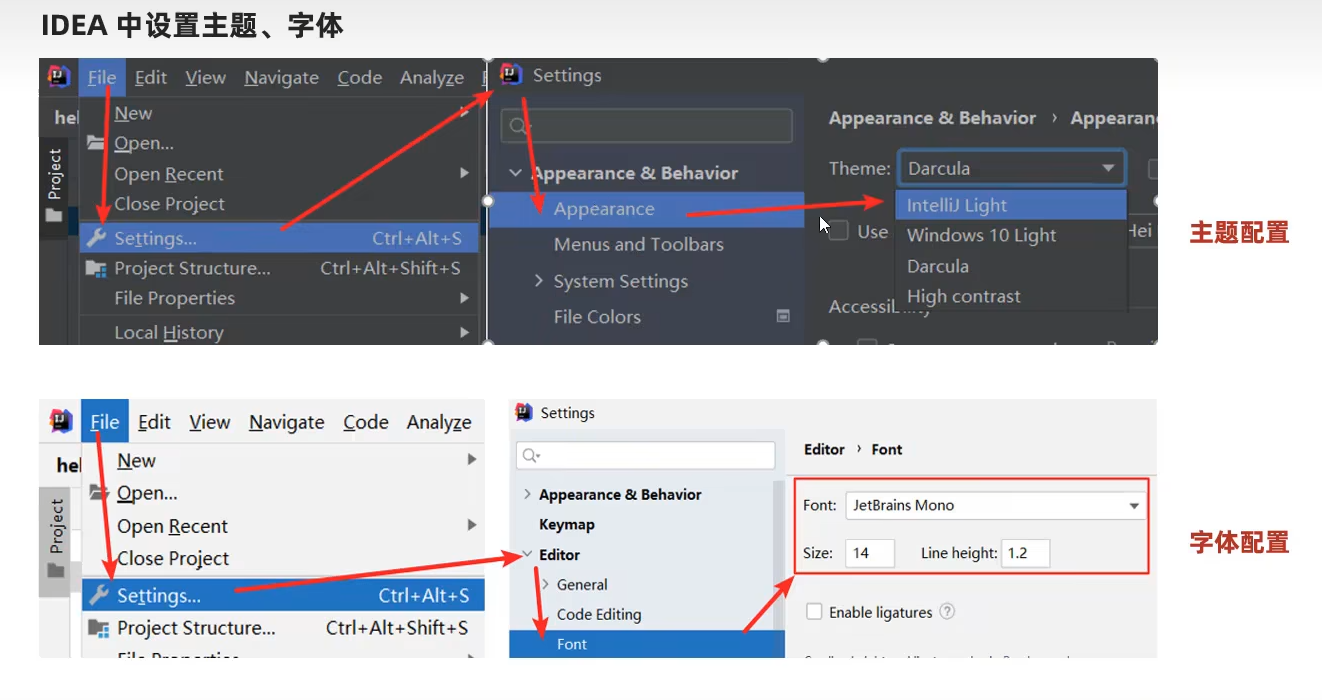 IDEA 中设置主题、字体
File Edit View Navigate Code Analyze
New
Open...
Open Recent
Close Project
Settings... Ctrl+Alt+S
Project Structure... Ctrl+Alt+Shift+S
File Properties
Local History
hel
Project
Settings
Appearance & Behavior
Appearance
Menus and Toolbars
System Settings
File Colors
Appearance & Behavior › Appearan
Theme: Darcula
IntelliJ Light
Use Windows 10 Light Hei
Darcula
High contrast
主题配置
File Edit View Navigate Code Analyze
New
Open...
Open Recent
Close Project
Settings... Ctrl+Alt+S
Project Structure... Ctrl+Alt+Shift+S
File Properties
hel
Project
Settings
Appearance & Behavior
Keymap
Editor
General
Code Editing
Font
Editor › Font
Font: JetBrains Mono
Size: 14 Line height: 1.2
Enable ligatures
字体配置